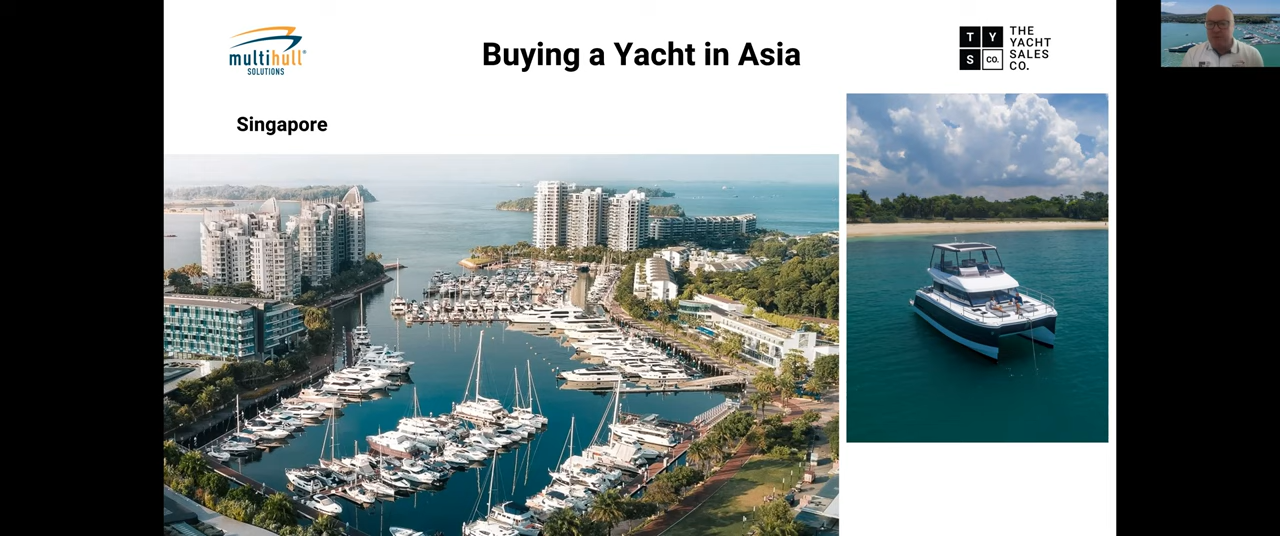 multihull®
SOLUTIONS
Buying a Yacht in Asia
T Y
S CO.
THE
YACHT
SALES
CO.
Singapore